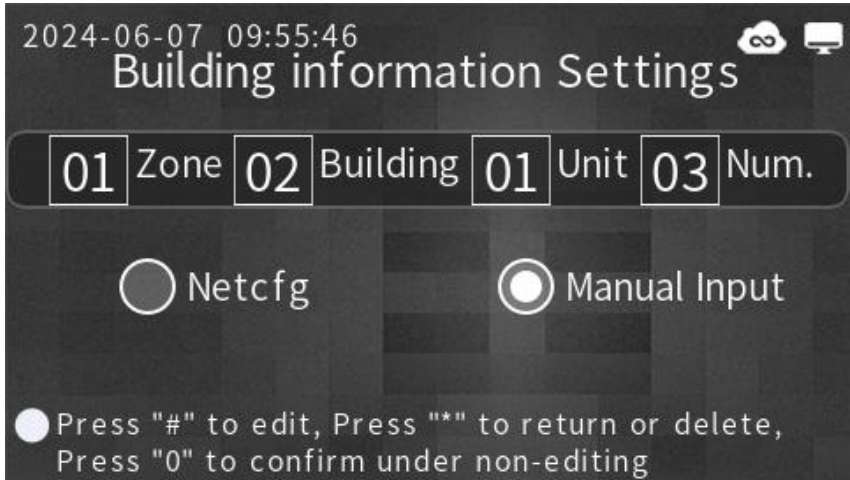 2024-06-07 09:55:46
Building information Settings
01 Zone 02 Building 01 Unit 03 Num.
Netcfg Manual Input
Press "#" to edit, Press "*" to return or delete,
Press "0" to confirm under non-editing